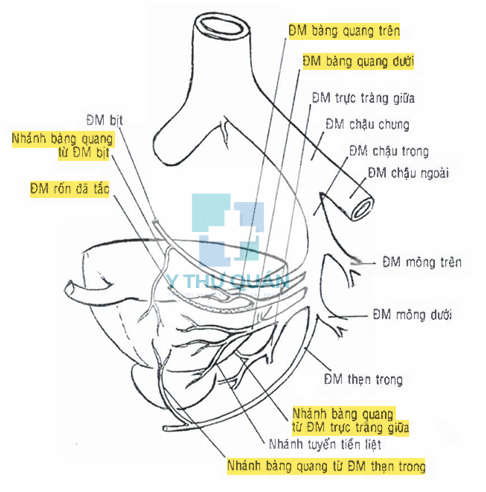 ĐM bàng quang trên
ĐM bàng quang dưới
ĐM trực tràng giữa
ĐM chậu chung
ĐM chậu trong
ĐM chậu ngoài
ĐM bịt
Nhánh bàng quang
từ ĐM bịt
ĐM rốn đã tắc
Y THƯ QUÁN
ĐM mông trên
ĐM mông dưới
ĐM thẹn trong
Nhánh bàng quang
từ ĐM trực tràng giữa
Nhánh tuyến tiền liệt
Nhánh bàng quang từ ĐM thẹn trong